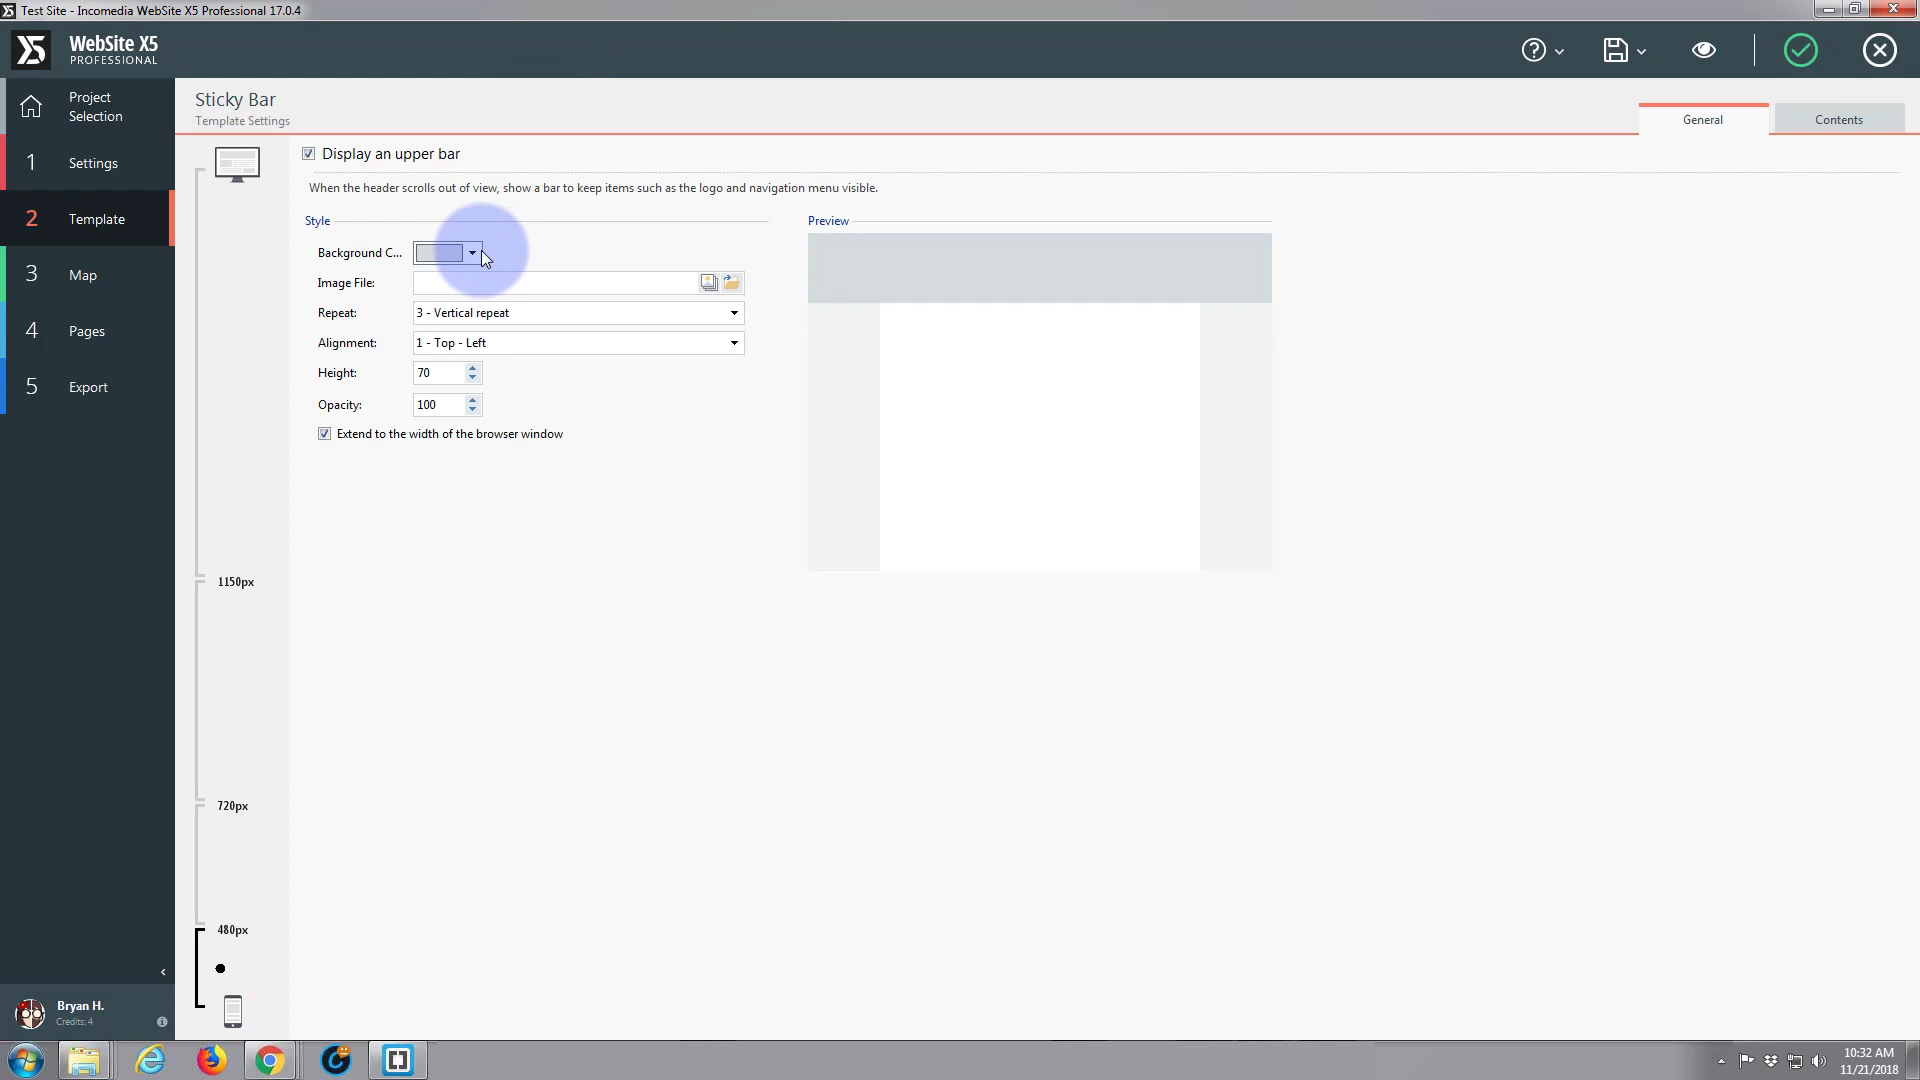 Test Site - Incomedia WebSite X5 Professional 17.0.4
WebSite X5
PROFESSIONAL
Project
Selection
1 Settings
2 Template
3 Map
4 Pages
5 Export
Sticky Bar
Template Settings
General
Contents
Display an upper bar
When the header scrolls out of view, show a bar to keep items such as the logo and navigation menu visible.
Style
Background C...
Image File:
Repeat: 3 - Vertical repeat
Alignment: 1 - Top - Left
Height: 70
Opacity: 100
Extend to the width of the browser window
Preview
1150px
720px
480px
Bryan H.
Credits: 4
10:32 AM
11/21/2018